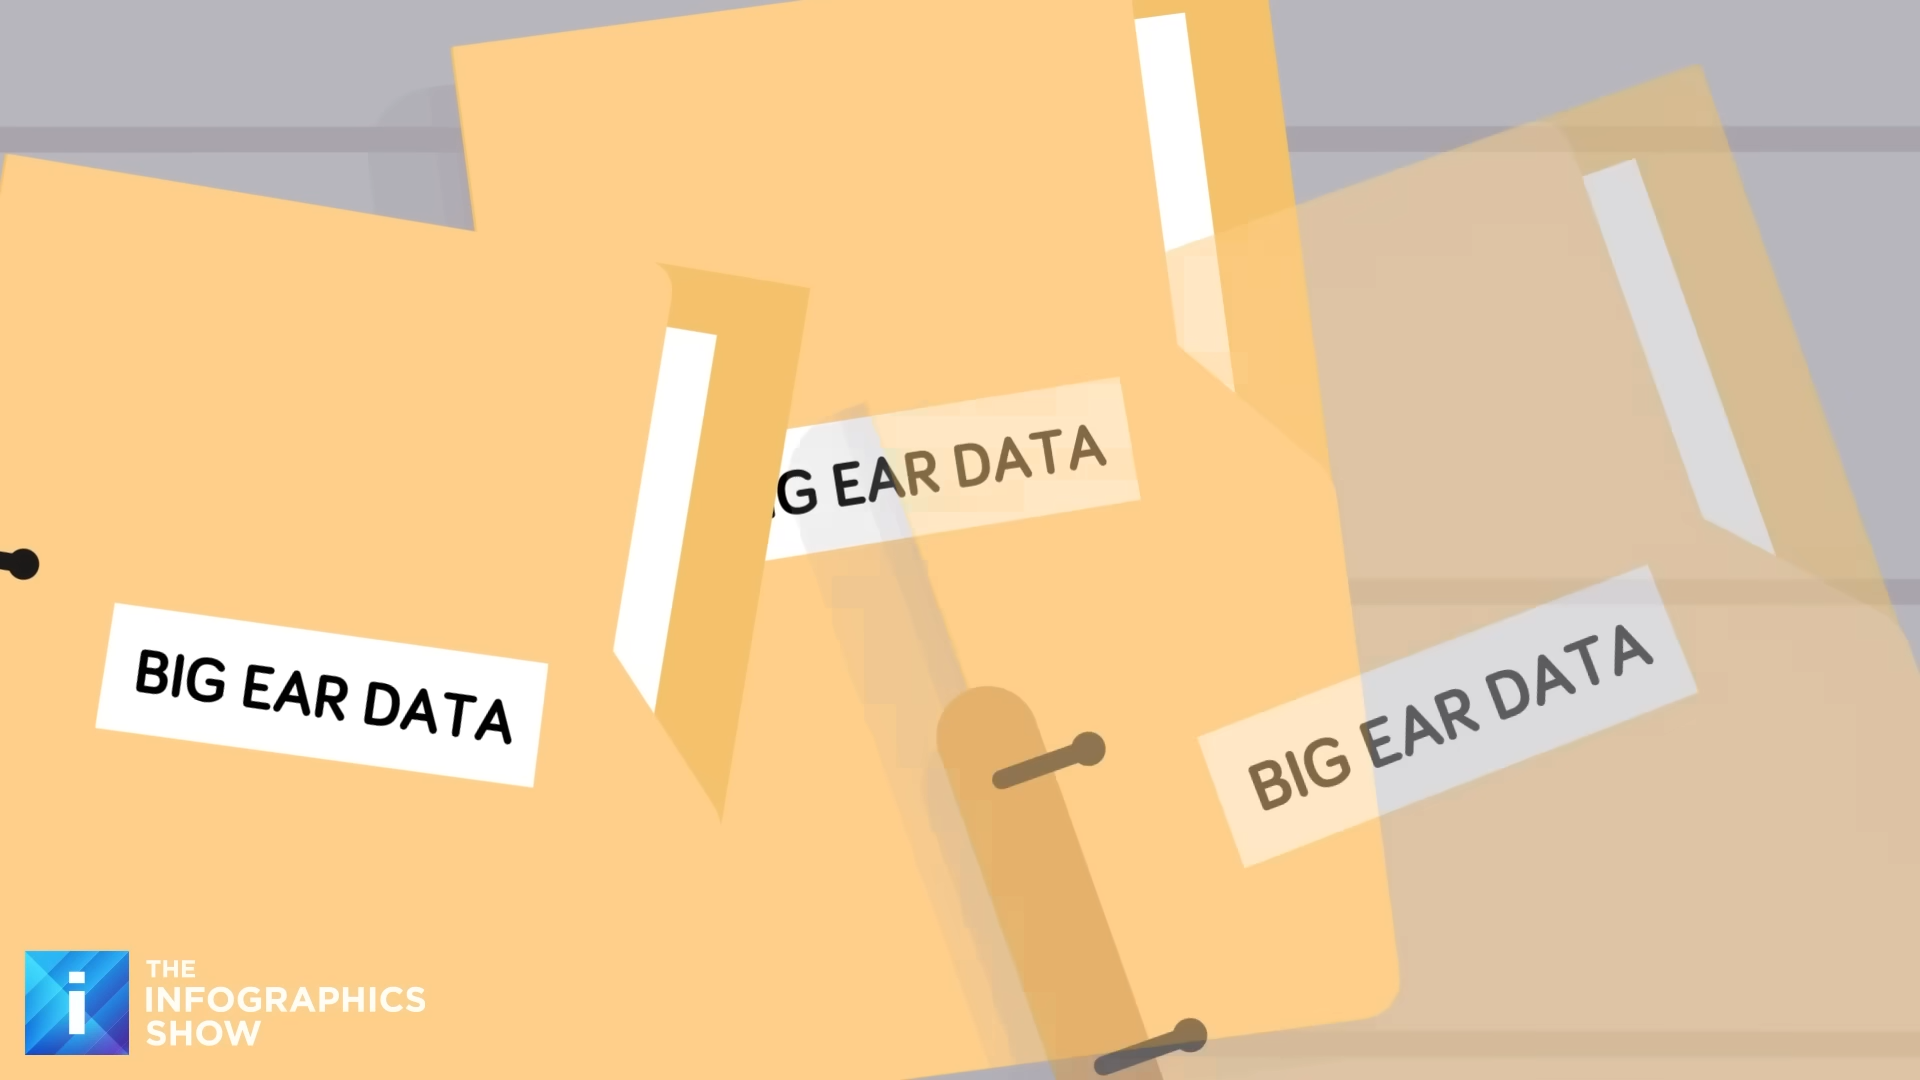 G EAR DATA
BIG EAR DATA
BIG EAR DATA
THE
INFOGRAPHICS
SHOW